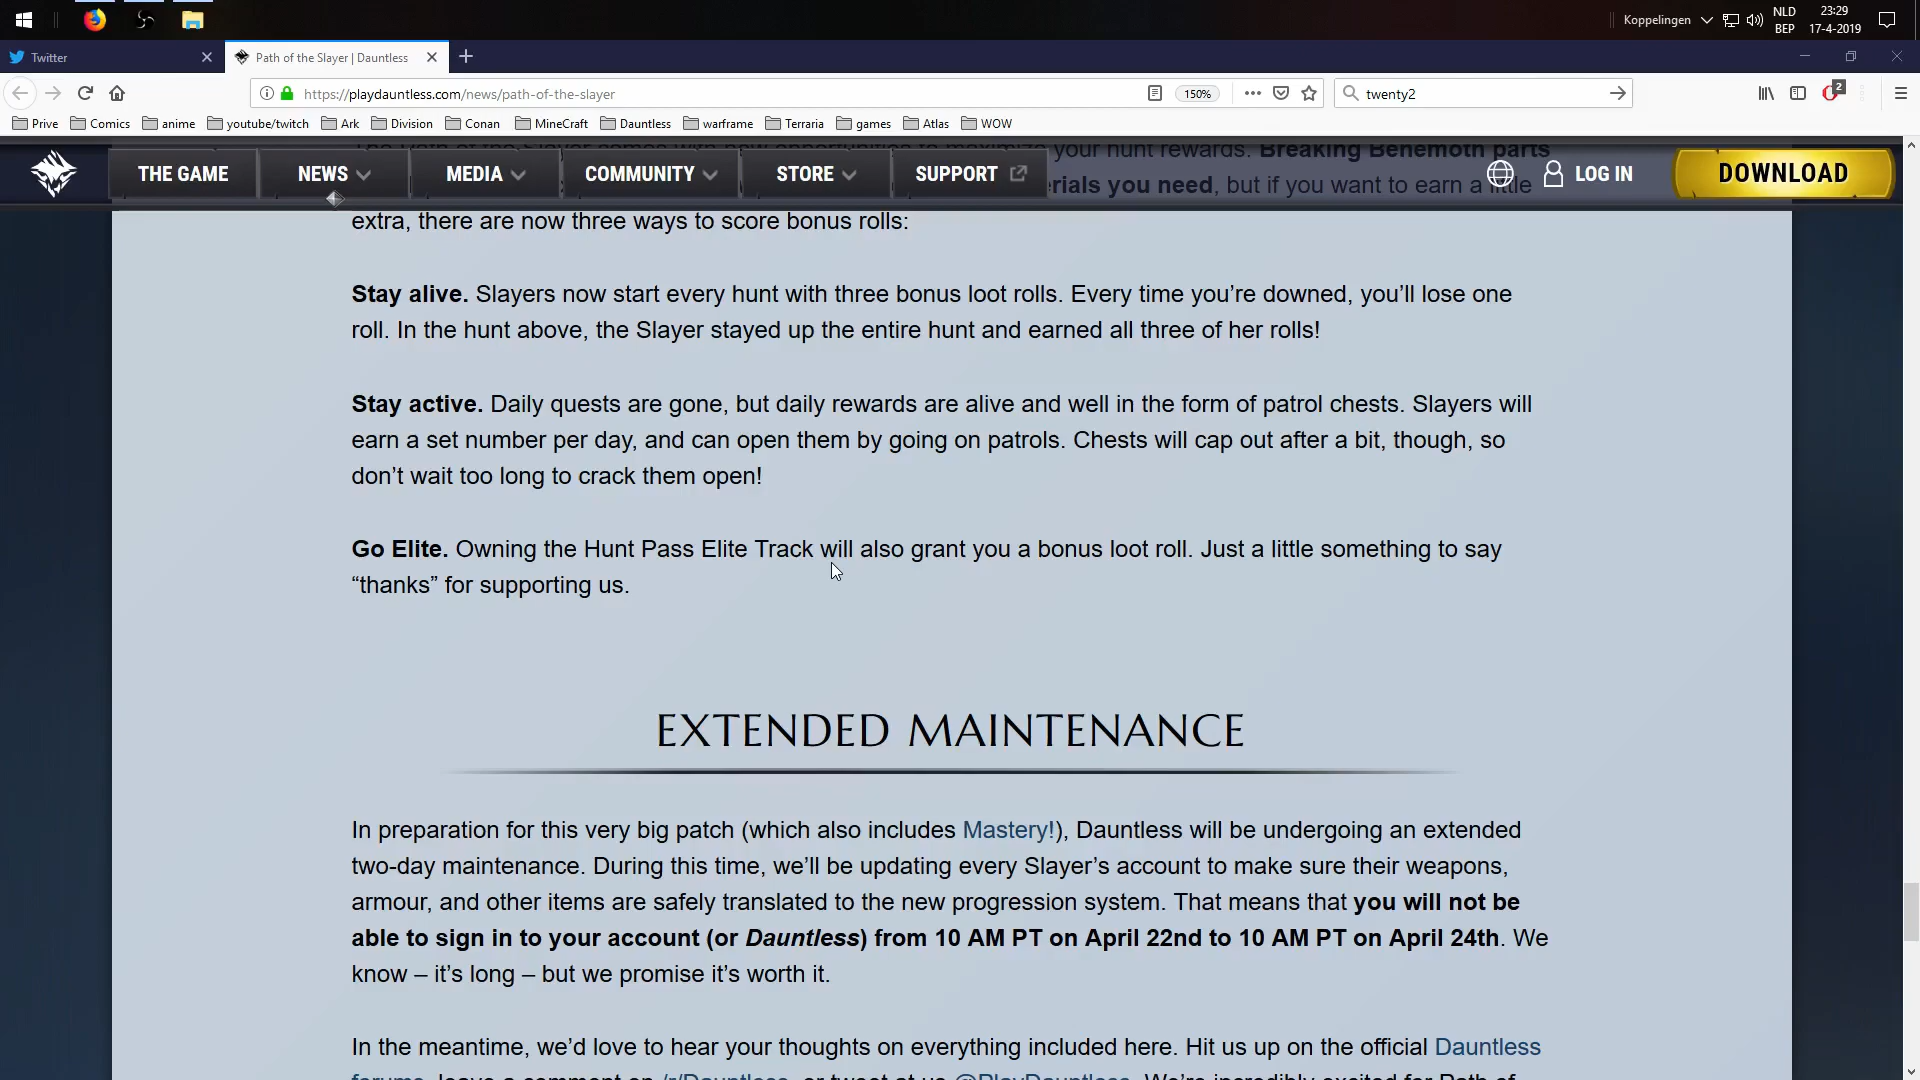 Koppelingen
NLD
BEP
23:29
17-4-2019
Twitter
Path of the Slayer | Dauntless
https://playdauntless.com/news/path-of-the-slayer
150%
twenty2
2
Prive
Comics
anime
youtube/twitch
Ark
Division
Conan
MineCraft
Dauntless
warframe
Terraria
games
Atlas
WOW
THE GAME
NEWS
MEDIA
COMMUNITY
STORE
SUPPORT
LOG IN
DOWNLOAD
your hunt rewards. Breaking Behemoth parts
rials you need, but if you want to earn a little
extra, there are now three ways to score bonus rolls:
Stay alive. Slayers now start every hunt with three bonus loot rolls. Every time you’re downed, you’ll lose one
roll. In the hunt above, the Slayer stayed up the entire hunt and earned all three of her rolls!
Stay active. Daily quests are gone, but daily rewards are alive and well in the form of patrol chests. Slayers will
earn a set number per day, and can open them by going on patrols. Chests will cap out after a bit, though, so
don’t wait too long to crack them open!
Go Elite. Owning the Hunt Pass Elite Track will also grant you a bonus loot roll. Just a little something to say
“thanks” for supporting us.
EXTENDED MAINTENANCE
In preparation for this very big patch (which also includes Mastery!), Dauntless will be undergoing an extended
two-day maintenance. During this time, we’ll be updating every Slayer’s account to make sure their weapons,
armour, and other items are safely translated to the new progression system. That means that you will not be
able to sign in to your account (or Dauntless) from 10 AM PT on April 22nd to 10 AM PT on April 24th. We
know – it’s long – but we promise it’s worth it.
In the meantime, we’d love to hear your thoughts on everything included here. Hit us up on the official Dauntless
forums, leave a comment on /r/Dauntless, or tweet at us @PlayDauntless. We’re incredibly excited for Path of